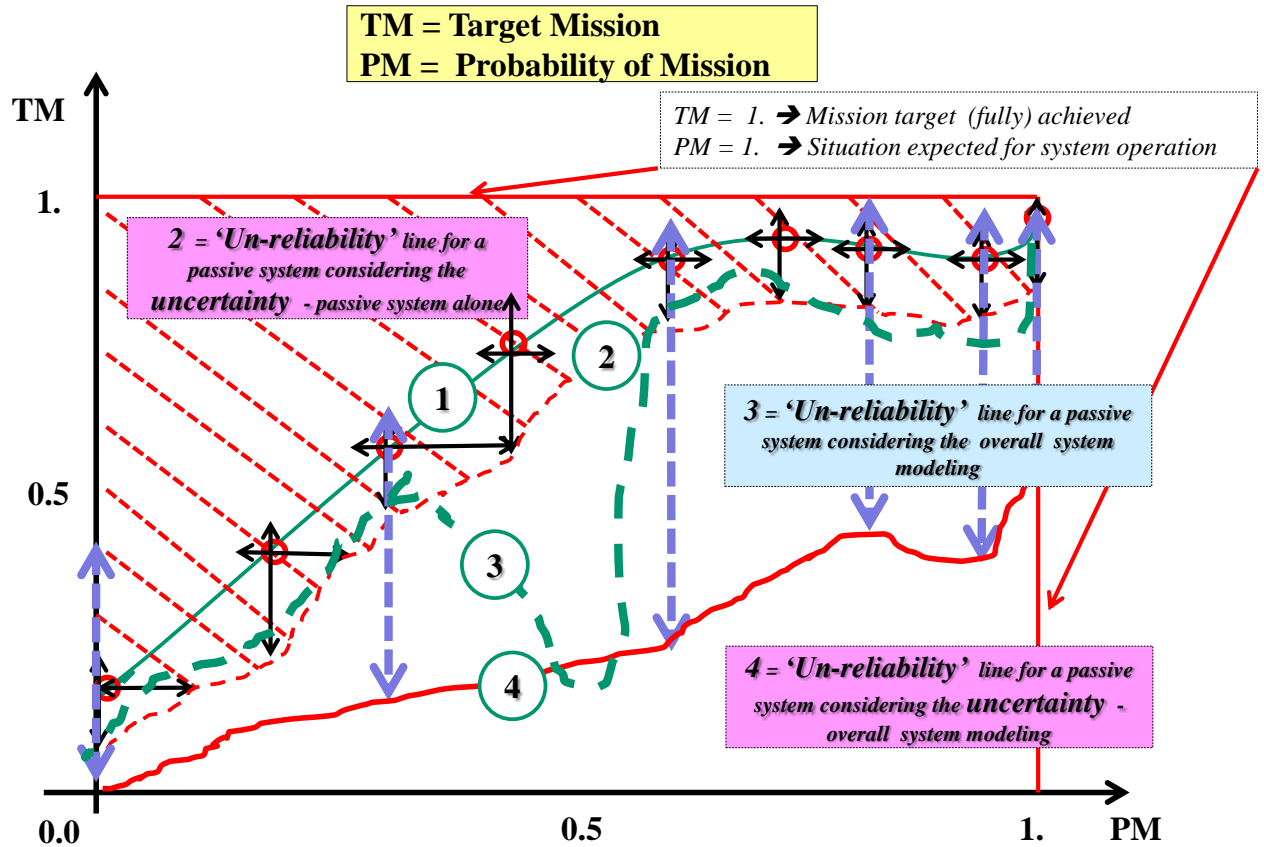 TM = Target Mission
PM = Probability of Mission
TM
TM = 1. ➔ Mission target (fully) achieved
PM = 1. ➔ Situation expected for system operation
1.
2 = 'Un-reliability' line for a
passive system considering the
uncertainty - passive system alone
2
1
3 = 'Un-reliability' line for a passive
system considering the overall system
modeling
0.5
3
4
4 = 'Un-reliability' line for a passive
system considering the uncertainty -
overall system modeling
0.0
0.5
1.
PM